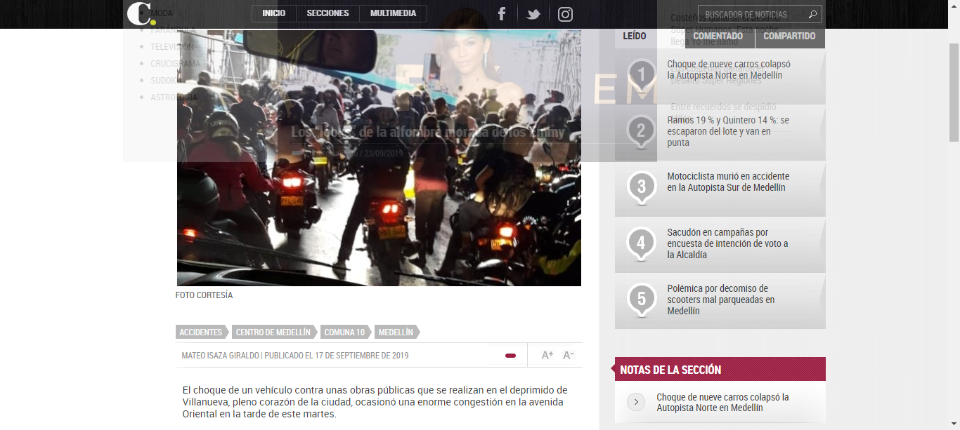 C.
INICIO
SECCIONES
MULTIMEDIA
BUSCADOR DE NOTICIAS
MODA
TELEVISIÓN
CRUCIGRAMA
LEÍDO
COMENTADO
COMPARTIDO
1
Choque de nueve carros colapsó
la Autopista Norte en Medellín
Entre recuerdos se despidió
2
Ramos 19 % y Quintero 14 %: se
escaparon del lote y van en
punta
de la alfombra morada de los Emmy
23/09/2019
3
Motociclista murió en accidente
en la Autopista Sur de Medellín
4
Sacudón en campañas por
encuesta de intención de voto a
la Alcaldía
5
Polémica por decomiso de
scooters mal parqueadas en
Medellín
FOTO CORTESÍA
ACCIDENTES
CENTRO DE MEDELLÍN
COMUNA 10
MEDELLÍN
MATEO ISAZA GIRALDO | PUBLICADO EL 17 DE SEPTIEMBRE DE 2019
A+ A-
El choque de un vehículo contra unas obras públicas que se realizan en el deprimido de
Villanueva, pleno corazón de la ciudad, ocasionó una enorme congestión en la avenida
Oriental en la tarde de este martes.
NOTAS DE LA SECCIÓN
Choque de nueve carros colapsó la
Autopista Norte en Medellín